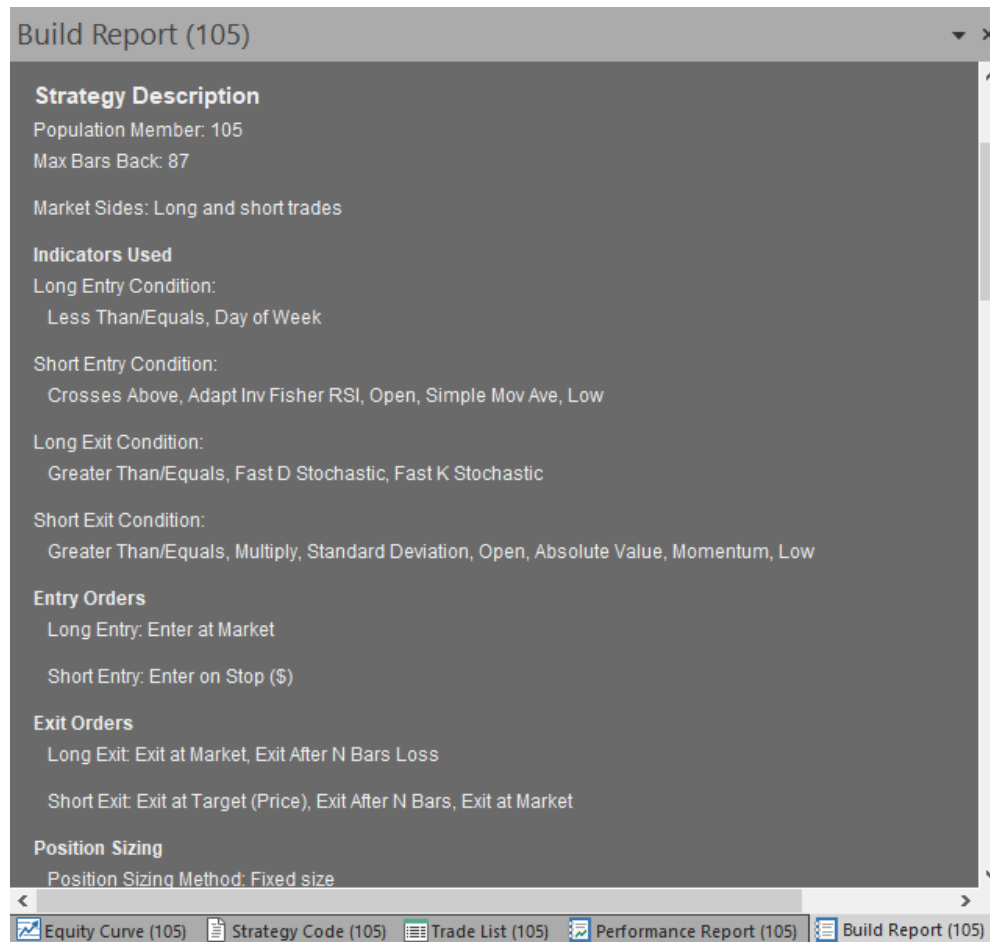 Build Report (105)
Strategy Description
Population Member: 105
Max Bars Back: 87
Market Sides: Long and short trades
Indicators Used
Long Entry Condition:
Less Than/Equals, Day of Week
Short Entry Condition:
Crosses Above, Adapt Inv Fisher RSI, Open, Simple Mov Ave, Low
Long Exit Condition:
Greater Than/Equals, Fast D Stochastic, Fast K Stochastic
Short Exit Condition:
Greater Than/Equals, Multiply, Standard Deviation, Open, Absolute Value, Momentum, Low
Entry Orders
Long Entry: Enter at Market
Short Entry: Enter on Stop ($)
Exit Orders
Long Exit: Exit at Market, Exit After N Bars Loss
Short Exit: Exit at Target (Price), Exit After N Bars, Exit at Market
Position Sizing
Position Sizing Method: Fixed size
Equity Curve (105) Strategy Code (105) Trade List (105) Performance Report (105) Build Report (105)